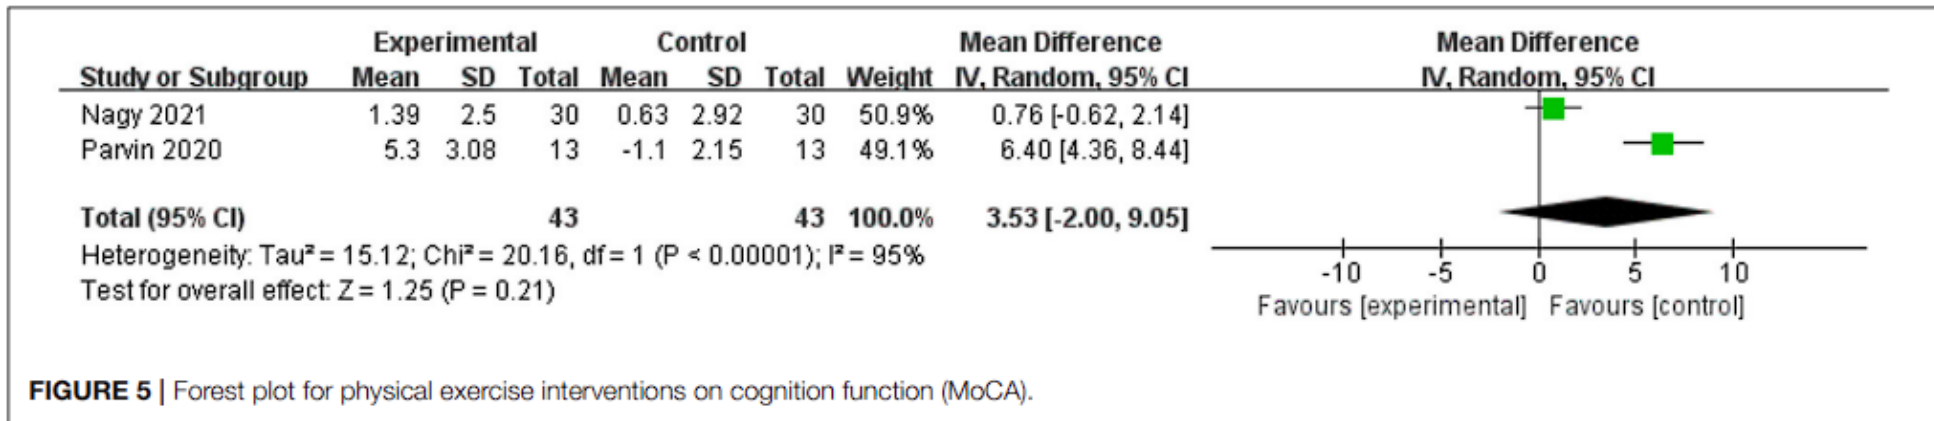 Experimental Control Mean Difference Mean Difference
Study or Subgroup Mean SD Total Mean SD Total Weight IV, Random, 95% CI IV, Random, 95% CI
Nagy 2021 1.39 2.5 30 0.63 2.92 30 50.9% 0.76 [-0.62, 2.14]
Parvin 2020 5.3 3.08 13 -1.1 2.15 13 49.1% 6.40 [4.36, 8.44]
Total (95% CI) 43 43 100.0% 3.53 [-2.00, 9.05]
Heterogeneity: Tau² = 15.12; Chi² = 20.16, df = 1 (P < 0.00001); I² = 95%
Test for overall effect: Z = 1.25 (P = 0.21)
-10 -5 0 5 10
Favours [experimental] Favours [control]
FIGURE 5 | Forest plot for physical exercise interventions on cognition function (MoCA).